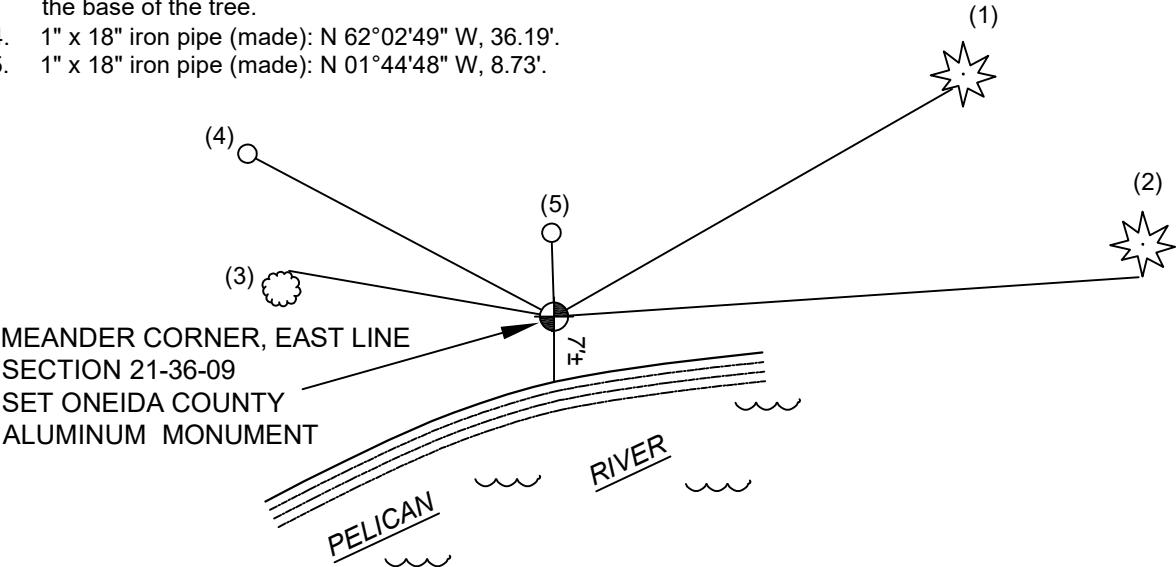 the base of the tree.
1" x 18" iron pipe (made): N 62°02'49" W, 36.19'.
1" x 18" iron pipe (made): N 01°44'48" W, 8.73'.
(1)
(4)
(2)
(5)
(3)
MEANDER CORNER, EAST LINE
SECTION 21-36-09
SET ONEIDA COUNTY
ALUMINUM MONUMENT
7'±
RIVER
PELICAN